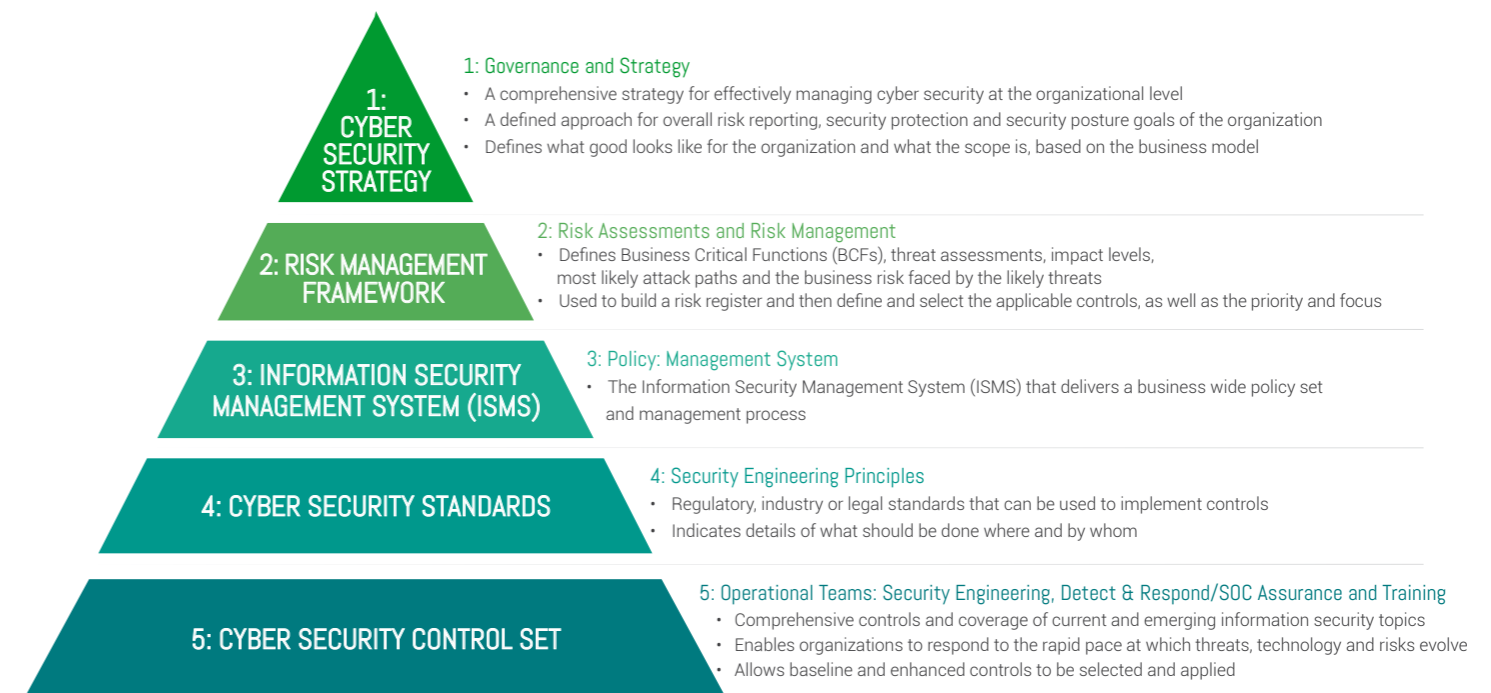 1:
CYBER
SECURITY
STRATEGY
1: Governance and Strategy
• A comprehensive strategy for effectively managing cyber security at the organizational level
• A defined approach for overall risk reporting, security protection and security posture goals of the organization
• Defines what good looks like for the organization and what the scope is, based on the business model
2: RISK MANAGEMENT
FRAMEWORK
2: Risk Assessments and Risk Management
• Defines Business Critical Functions (BCFs), threat assessments, impact levels,
most likely attack paths and the business risk faced by the likely threats
• Used to build a risk register and then define and select the applicable controls, as well as the priority and focus
3: INFORMATION SECURITY
MANAGEMENT SYSTEM (ISMS)
3: Policy: Management System
• The Information Security Management System (ISMS) that delivers a business wide policy set
and management process
4: CYBER SECURITY STANDARDS
4: Security Engineering Principles
• Regulatory, industry or legal standards that can be used to implement controls
• Indicates details of what should be done where and by whom
5: CYBER SECURITY CONTROL SET
5: Operational Teams: Security Engineering, Detect & Respond/SOC Assurance and Training
• Comprehensive controls and coverage of current and emerging information security topics
• Enables organizations to respond to the rapid pace at which threats, technology and risks evolve
• Allows baseline and enhanced controls to be selected and applied